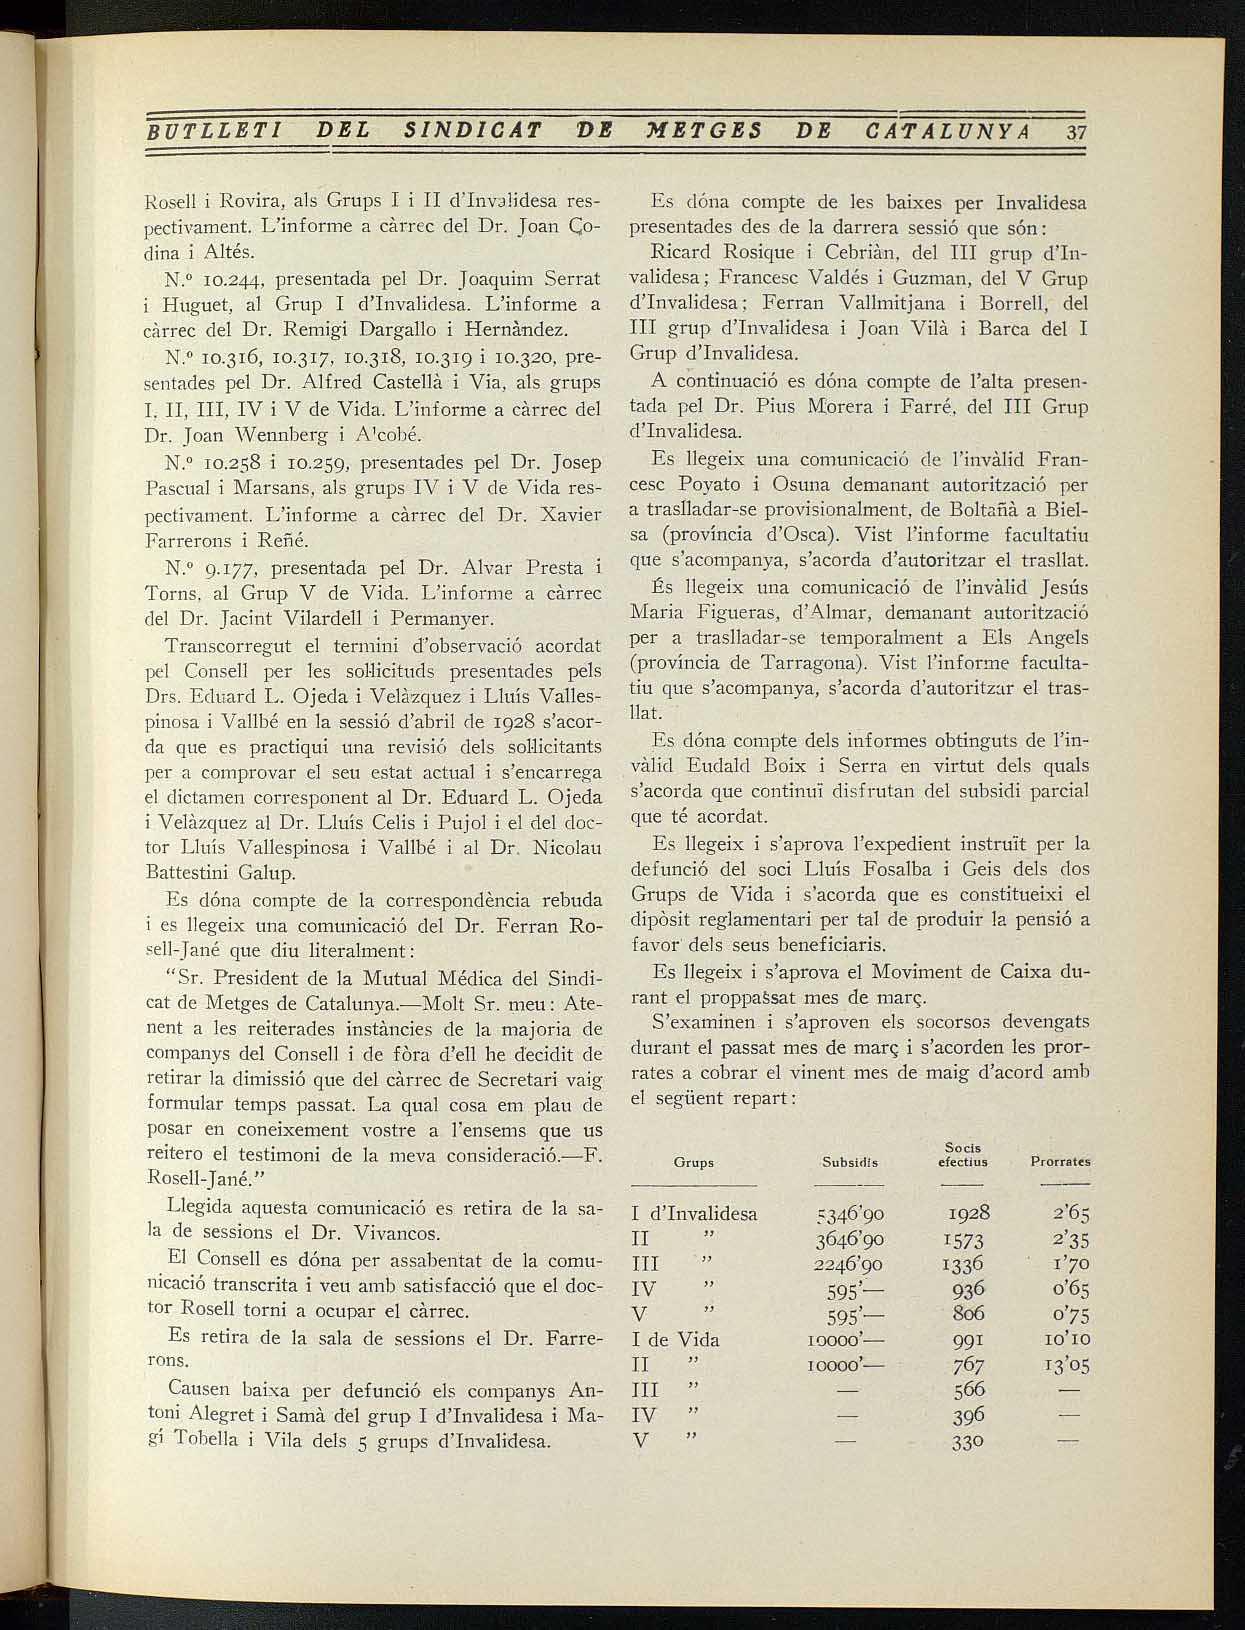 BUTLLETI DEL SINDICAT DE METGES DE CATALUNYA 37
Rosell i Rovira, als Grups I i II d'Invalidesa res-
pectivament. L'informe a càrrec del Dr. Joan Co-
dina i Altés.
N.º 10.244, presentada pel Dr. Joaquim Serrat
i Huguet, al Grup I d'Invalidesa. L'informe a
càrrec del Dr. Remigi Dargallo i Hernàndez.
N.º 10.316, 10.317, 10.318, 10.319 i 10.320, pre-
sentades pel Dr. Alfred Castellà i Via, als grups
I, II, III, IV i V de Vida. L'informe a càrrec del
Dr. Joan Wennberg i A'cobé.
N.º 10.258 i 10.259, presentades pel Dr. Josep
Pascual i Marsans, als grups IV i V de Vida res-
pectivament. L'informe a càrrec del Dr. Xavier
Farrerons i Reñé.
N.º 9.177, presentada pel Dr. Alvar Presta i
Torns, al Grup V de Vida. L'informe a càrrec
del Dr. Jacint Vilardell i Permanyer.
Transcorregut el termini d'observació acordat
pel Consell per les sol·licituds presentades pels
Drs. Eduard L. Ojeda i Velàzquez i Lluís Valles-
pinosa i Vallbé en la sessió d'abril de 1928 s'acor-
da que es practiqui una revisió dels sol·licitants
per a comprovar el seu estat actual i s'encarrega
el dictamen corresponent al Dr. Eduard L. Ojeda
i Velàzquez al Dr. Lluís Celis i Pujol i el del doc-
tor Lluís Vallespinosa i Vallbé i al Dr. Nicolau
Battestini Galup.
Es dóna compte de la correspondència rebuda
i es llegeix una comunicació del Dr. Ferran Ro-
sell-Jané que diu literalment:
"Sr. President de la Mutual Médica del Sindi-
cat de Metges de Catalunya.—Molt Sr. meu: Ate-
nent a les reiterades instàncies de la majoria de
companys del Consell i de fòra d'ell he decidit de
retirar la dimissió que del càrrec de Secretari vaig
formular temps passat. La qual cosa em plau de
posar en coneixement vostre a l'ensems que us
reitero el testimoni de la meva consideració.—F.
Rosell-Jané."
Llegida aquesta comunicació es retira de la sa-
la de sessions el Dr. Vivancos.
El Consell es dóna per assabentat de la comu-
nicació transcrita i veu amb satisfacció que el doc-
tor Rosell torni a ocupar el càrrec.
Es retira de la sala de sessions el Dr. Farre-
rons.
Causen baixa per defunció els companys An-
toni Alegret i Samà del grup I d'Invalidesa i Ma-
gí Tobella i Vila dels 5 grups d'Invalidesa.
Es dóna compte de les baixes per Invalidesa
presentades des de la darrera sessió que són:
Ricard Rosique i Cebriàn, del III grup d'In-
validesa; Francesc Valdés i Guzman, del V Grup
d'Invalidesa; Ferran Vallmitjana i Borrell, del
III grup d'Invalidesa i Joan Vilà i Barca del I
Grup d'Invalidesa.
A continuació es dóna compte de l'alta presen-
tada pel Dr. Pius Morera i Farré, del III Grup
d'Invalidesa.
Es llegeix una comunicació de l'invàlid Fran-
cesc Poyato i Osuna demanant autorització per
a traslladar-se provisionalment, de Boltañà a Biel-
sa (província d'Osca). Vist l'informe facultatiu
que s'acompanya, s'acorda d'autoritzar el trasllat.
És llegeix una comunicació de l'invàlid Jesús
Maria Figueras, d'Almar, demanant autorització
per a traslladar-se temporalment a Els Angels
(província de Tarragona). Vist l'informe faculta-
tiu que s'acompanya, s'acorda d'autoritzar el tras-
llat.
Es dóna compte dels informes obtinguts de l'in-
vàlid Eudald Boix i Serra en virtut dels quals
s'acorda que continuï disfrutan del subsidi parcial
que té acordat.
Es llegeix i s'aprova l'expedient instruït per la
defunció del soci Lluís Fosalba i Geis dels dos
Grups de Vida i s'acorda que es constitueixi el
dipòsit reglamentari per tal de produir la pensió a
favor dels seus beneficiaris.
Es llegeix i s'aprova el Moviment de Caixa du-
rant el proppassat mes de març.
S'examinen i s'aproven els socorsos devengats
durant el passat mes de març i s'acorden les pror-
rates a cobrar el vinent mes de maig d'acord amb
el següent repart:
Grups Subsidis Socis efectius Prorrates
I d'Invalidesa 5346'90 1928 2'65
II " 3646'90 1573 2'35
III " 2246'90 1336 1'70
IV " 595'— 936 0'65
V " 595'— 806 0'75
I de Vida 10000'— 991 10'10
II " 10000'— 767 13'05
III " — 566 —
IV " — 396 —
V " — 330 —